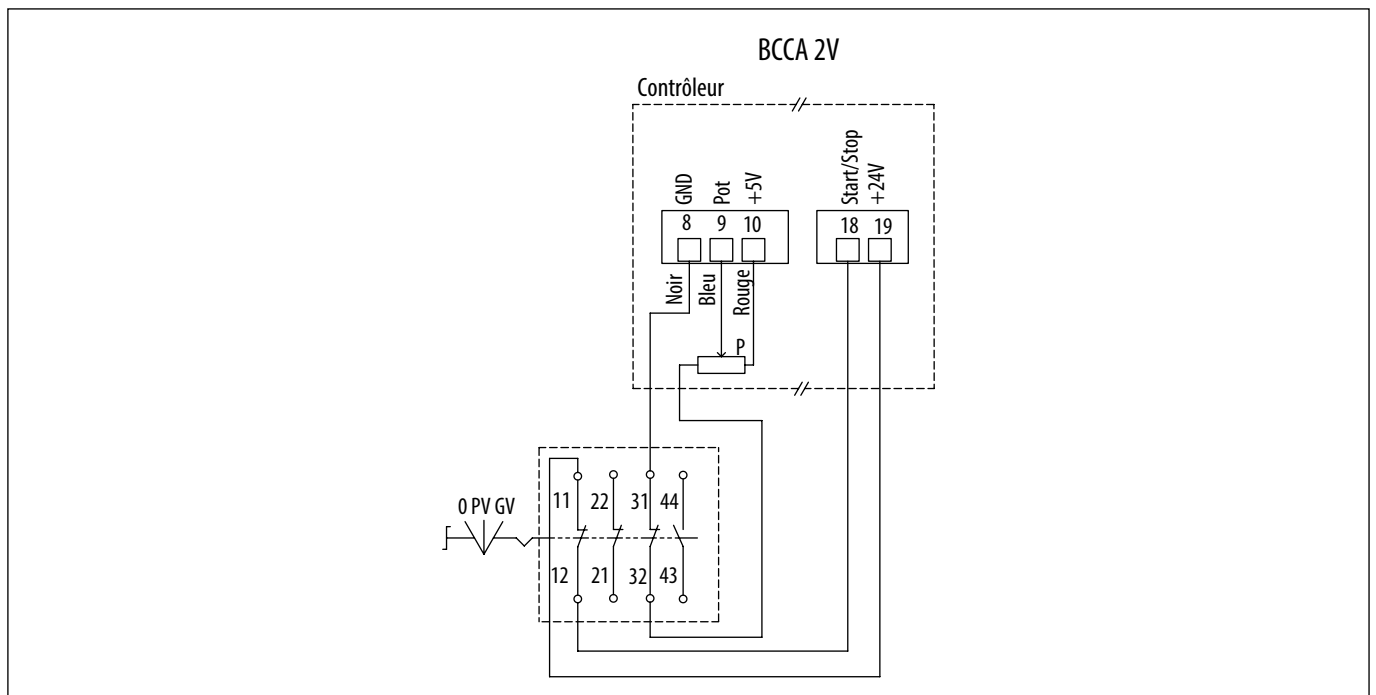 BCCA 2V
Contrôleur
GND
Pot
+5V
Start/Stop
+24V
8 9 10 18 19
Noir
Bleu
Rouge
P
0 PV GV
11 22 31 44
12 21 32 43